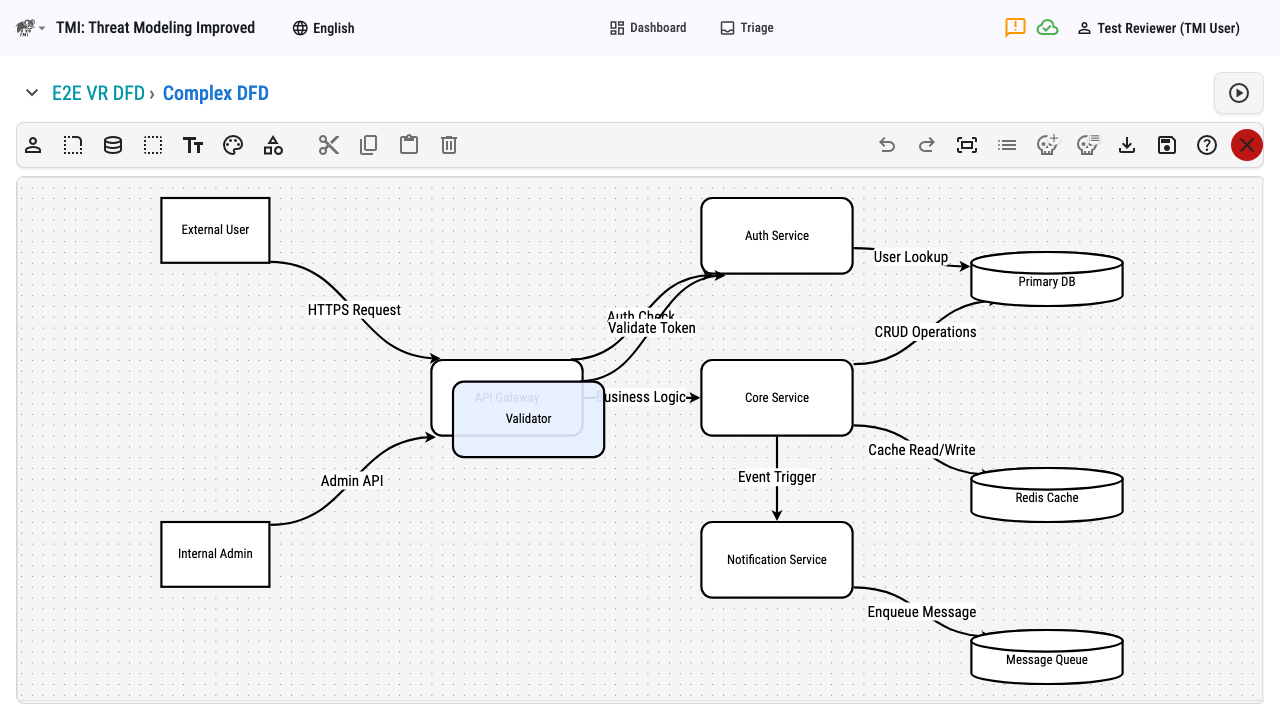 TMI
TMI: Threat Modeling Improved
English
Dashboard
Triage
Test Reviewer (TMI User)
E2E VR DFD › Complex DFD
External User
Auth Service
User Lookup
Primary DB
HTTPS Request
Auth Check
Validate Token
CRUD Operations
API Gateway
Business Logic
Core Service
Validator
Cache Read/Write
Admin API
Event Trigger
Redis Cache
Internal Admin
Notification Service
Enqueue Message
Message Queue